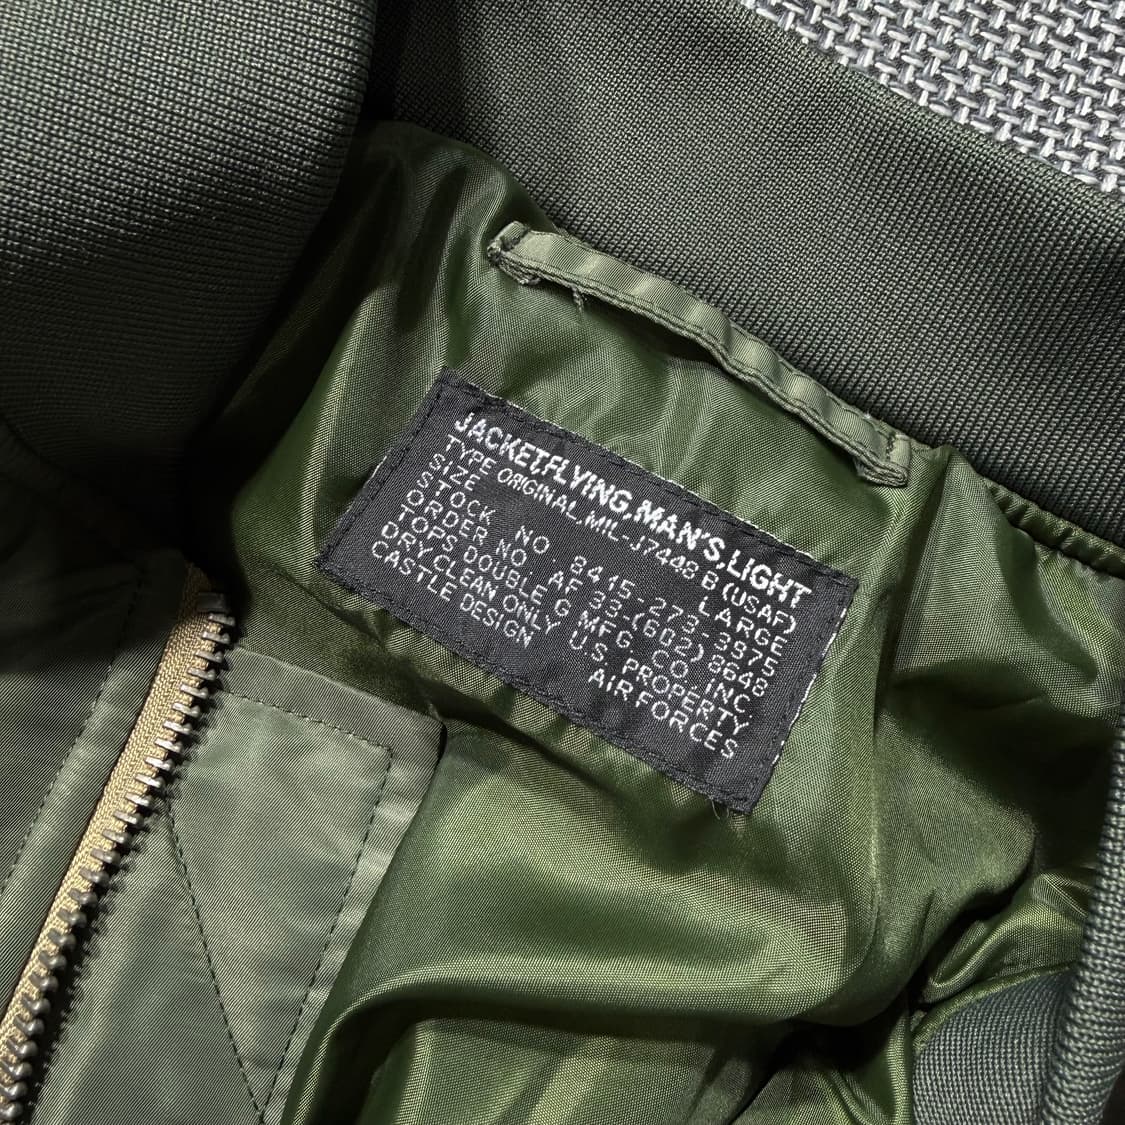 JACKET,FLYING,MAN'S,LIGHT
TYPE ORIGINAL,MIL-J7448 B (USAF)
SIZE LARGE
STOCK NO 8415-273-3975
ORDER NO AF 33-(602) 8648
TOPS DOUBLE G MFG. CO. INC.
DRY CLEAN ONLY U.S. PROPERTY
CASTLE DESIGN AIR FORCES